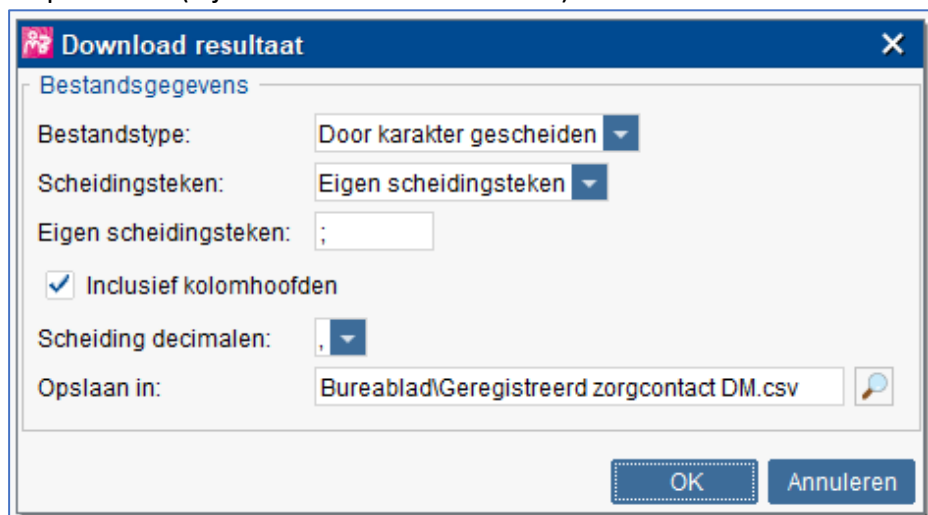 Download resultaat
Bestandsgegevens
Bestandstype: Door karakter gescheiden
Scheidingsteken: Eigen scheidingsteken
Eigen scheidingsteken: ;
Inclusief kolomhoofden
Scheiding decimalen: ,
Opslaan in: Bureablad\Geregistreerd zorgcontact DM.csv
OK Annuleren